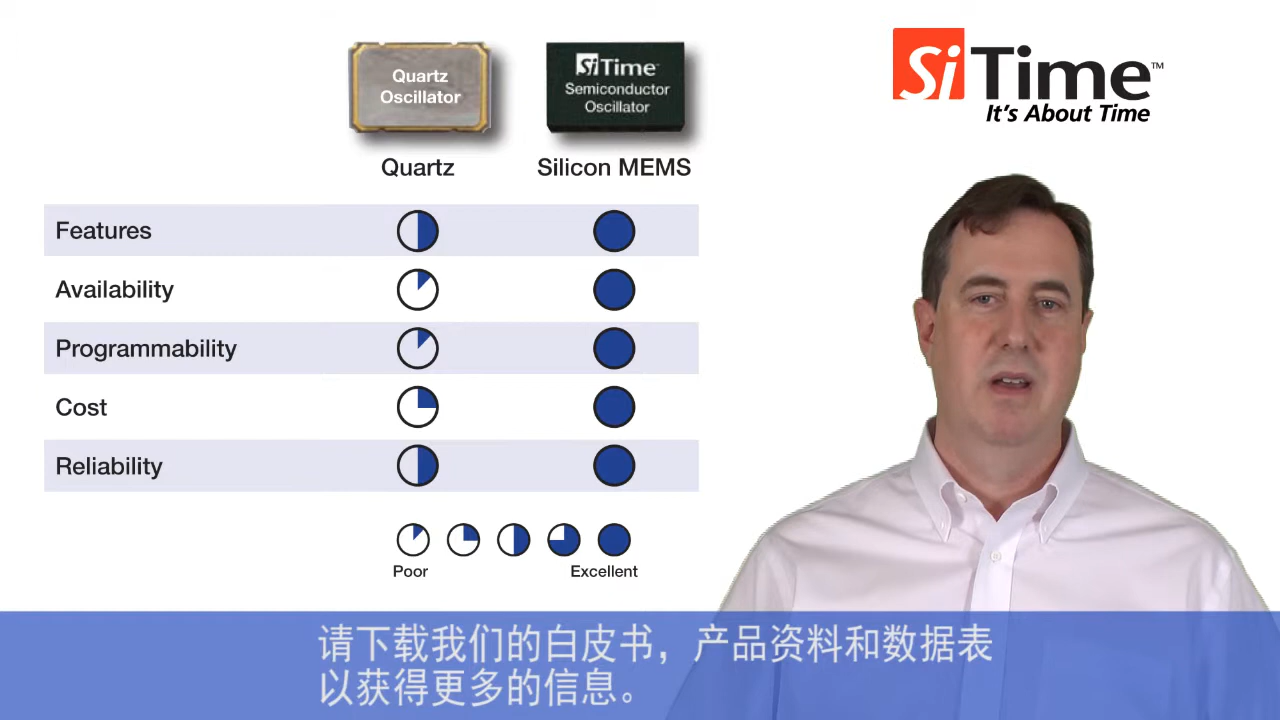 Quartz
Oscillator
SiTime
Semiconductor
Oscillator
SiTime™
It's About Time
Quartz
Silicon MEMS
Features
Availability
Programmability
Cost
Reliability
Poor
Excellent
请下载我们的白皮书，产品资料和数据表
以获得更多的信息。